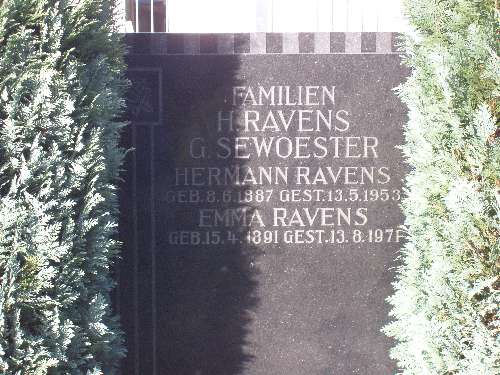 FAMILIEN
H. RAVENS
G. SEWOESTER
HERMANN RAVENS
GEB. 8.6.1887 GEST. 13.5.1953
EMMA RAVENS
GEB. 15.4.1891 GEST. 13.8.